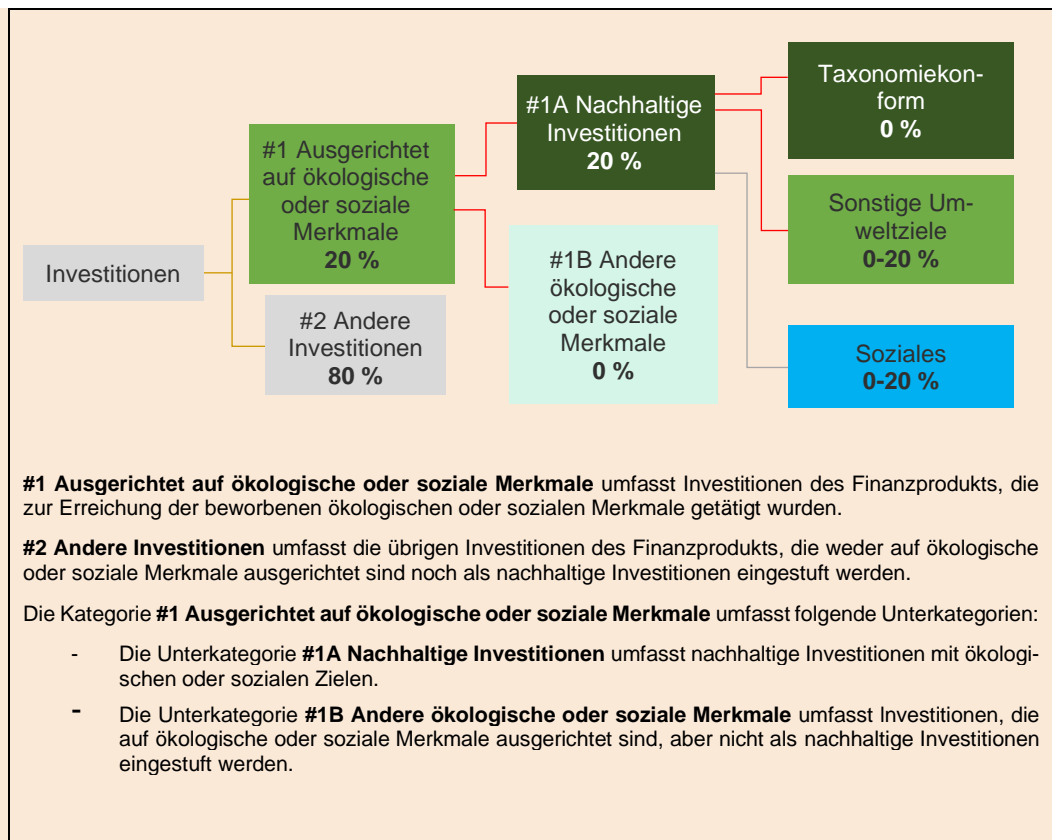 Investitionen
#1 Ausgerichtet
auf ökologische
oder soziale
Merkmale
20 %
#2 Andere
Investitionen
80 %
#1A Nachhaltige
Investitionen
20 %
#1B Andere
ökologische
oder soziale
Merkmale
0 %
Taxonomiekon-
form
0 %
Sonstige Um-
weltziele
0-20 %
Soziales
0-20 %
#1 Ausgerichtet auf ökologische oder soziale Merkmale umfasst Investitionen des Finanzprodukts, die
zur Erreichung der beworbenen ökologischen oder sozialen Merkmale getätigt wurden.
#2 Andere Investitionen umfasst die übrigen Investitionen des Finanzprodukts, die weder auf ökologische
oder soziale Merkmale ausgerichtet sind noch als nachhaltige Investitionen eingestuft werden.
Die Kategorie #1 Ausgerichtet auf ökologische oder soziale Merkmale umfasst folgende Unterkategorien:
- Die Unterkategorie #1A Nachhaltige Investitionen umfasst nachhaltige Investitionen mit ökologi-
schen oder sozialen Zielen.
- Die Unterkategorie #1B Andere ökologische oder soziale Merkmale umfasst Investitionen, die
auf ökologische oder soziale Merkmale ausgerichtet sind, aber nicht als nachhaltige Investitionen
eingestuft werden.